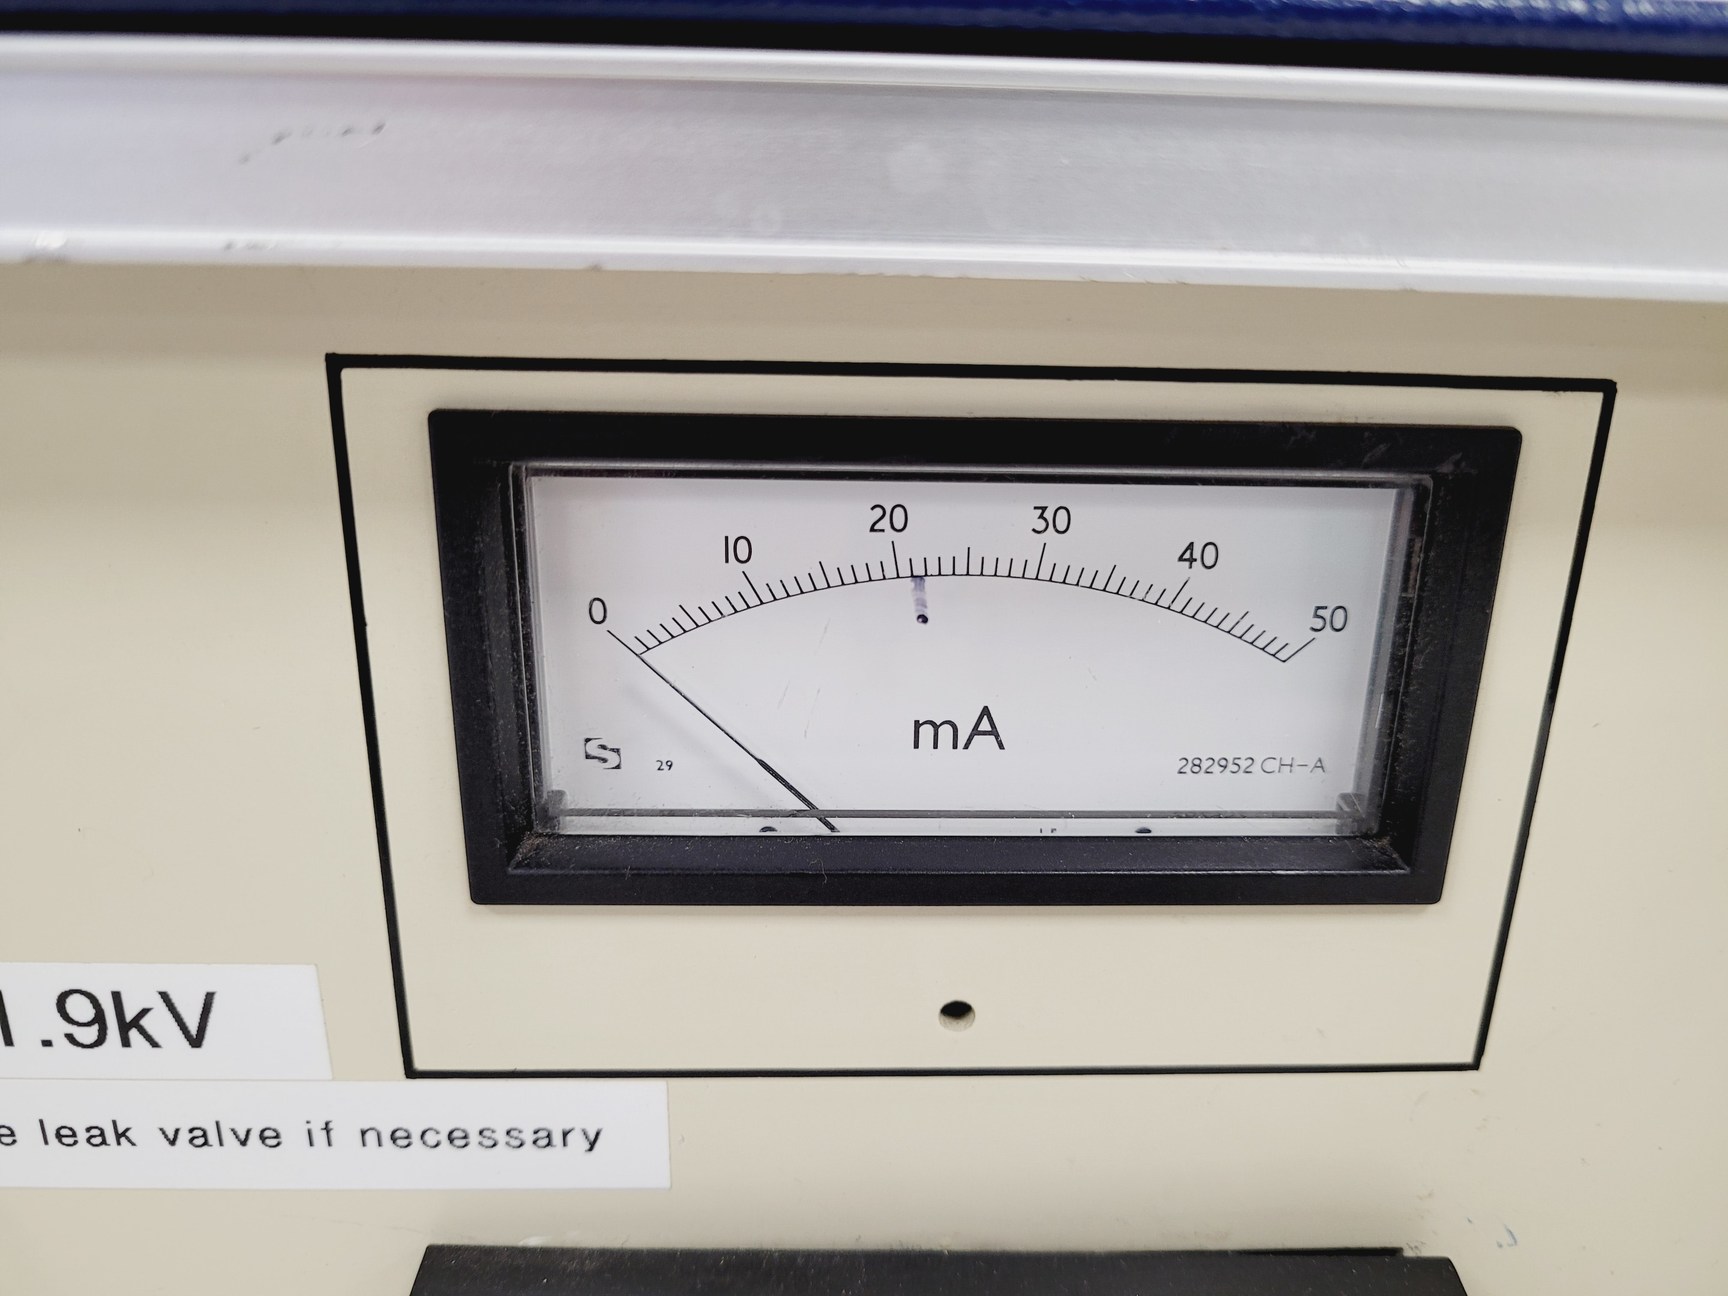 0 10 20 30 40 50
mA
29
282952 CH-A
.9kV
leak valve if necessary